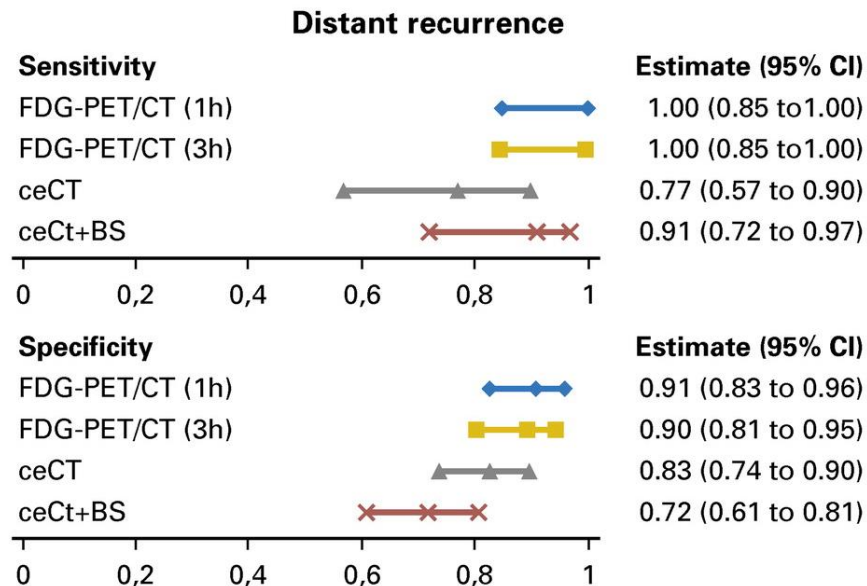 Distant recurrence
Sensitivity Estimate (95% CI)
FDG-PET/CT (1h) 1.00 (0.85 to1.00)
FDG-PET/CT (3h) 1.00 (0.85 to1.00)
ceCT 0.77 (0.57 to 0.90)
ceCt+BS 0.91 (0.72 to 0.97)
0 0,2 0,4 0,6 0,8 1
Specificity Estimate (95% CI)
FDG-PET/CT (1h) 0.91 (0.83 to 0.96)
FDG-PET/CT (3h) 0.90 (0.81 to 0.95)
ceCT 0.83 (0.74 to 0.90)
ceCt+BS 0.72 (0.61 to 0.81)
0 0,2 0,4 0,6 0,8 1